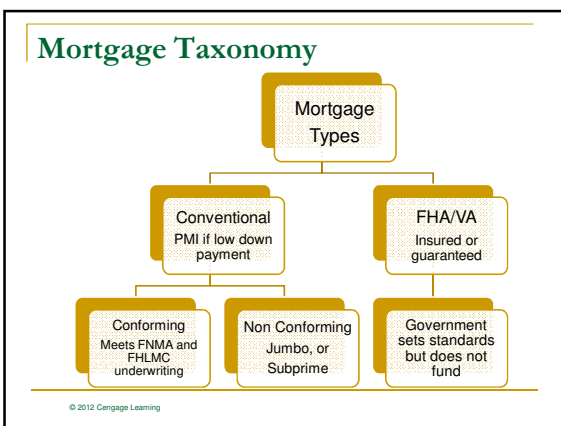 Mortgage Taxonomy
Mortgage
Types
Conventional
PMI if low down
payment
FHA/VA
Insured or
guaranteed
Conforming
Meets FNMA and
FHLMC
underwriting
Non Conforming
Jumbo, or
Subprime
Government
sets standards
but does not
fund
© 2012 Cengage Learning